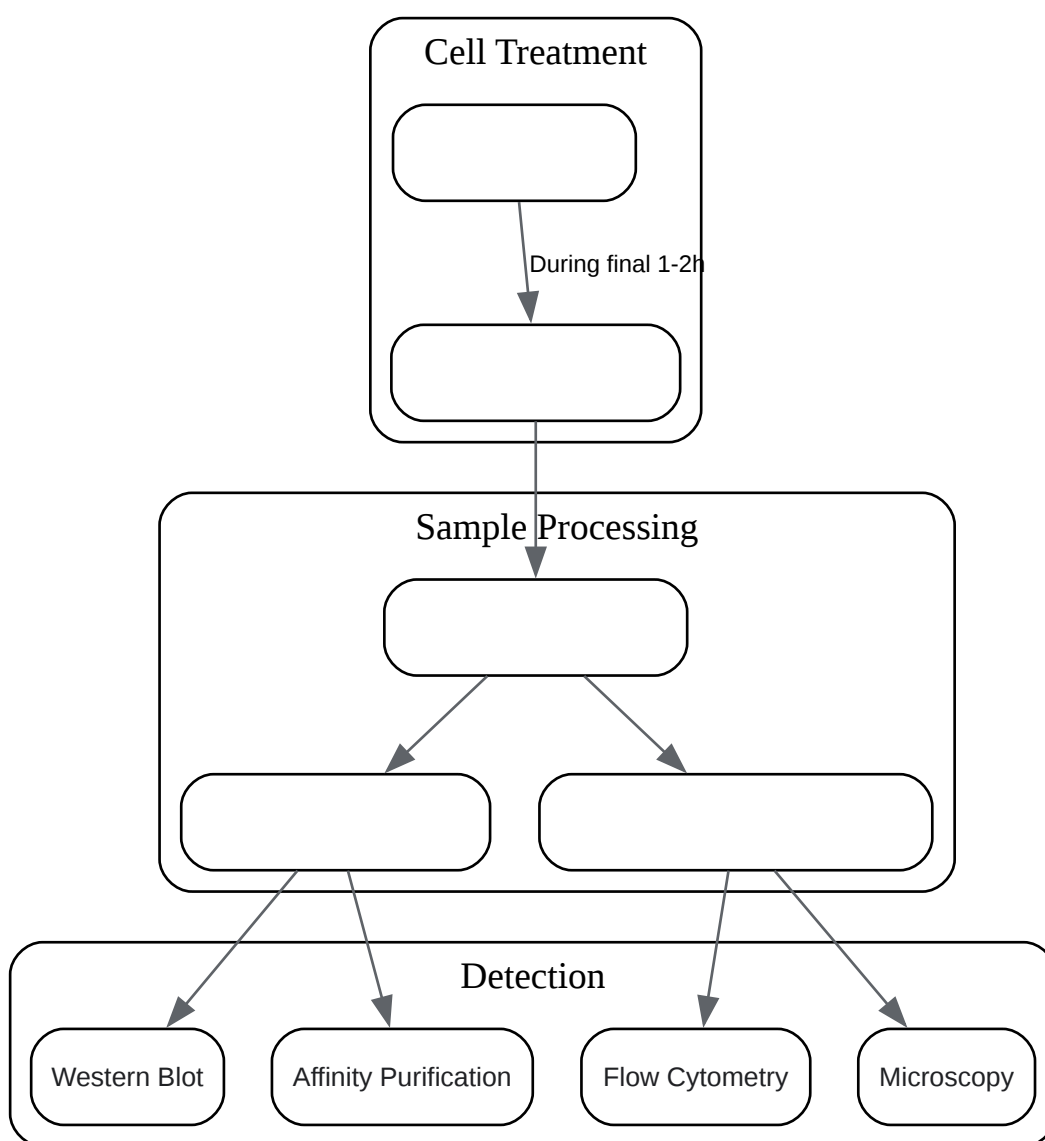 Cell Treatment
During final 1-2h
Sample Processing
Detection
Western Blot
Affinity Purification
Flow Cytometry
Microscopy